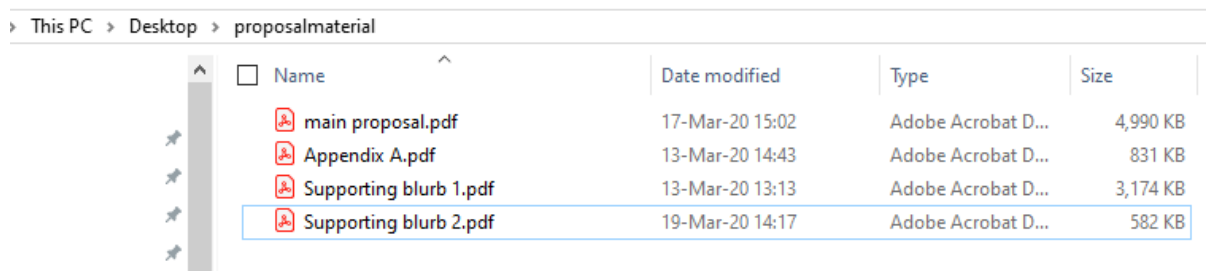 This PC > Desktop > proposalmaterial
Name Date modified Type Size
main proposal.pdf 17-Mar-20 15:02 Adobe Acrobat D... 4,990 KB
Appendix A.pdf 13-Mar-20 14:43 Adobe Acrobat D... 831 KB
Supporting blurb 1.pdf 13-Mar-20 13:13 Adobe Acrobat D... 3,174 KB
Supporting blurb 2.pdf 19-Mar-20 14:17 Adobe Acrobat D... 582 KB